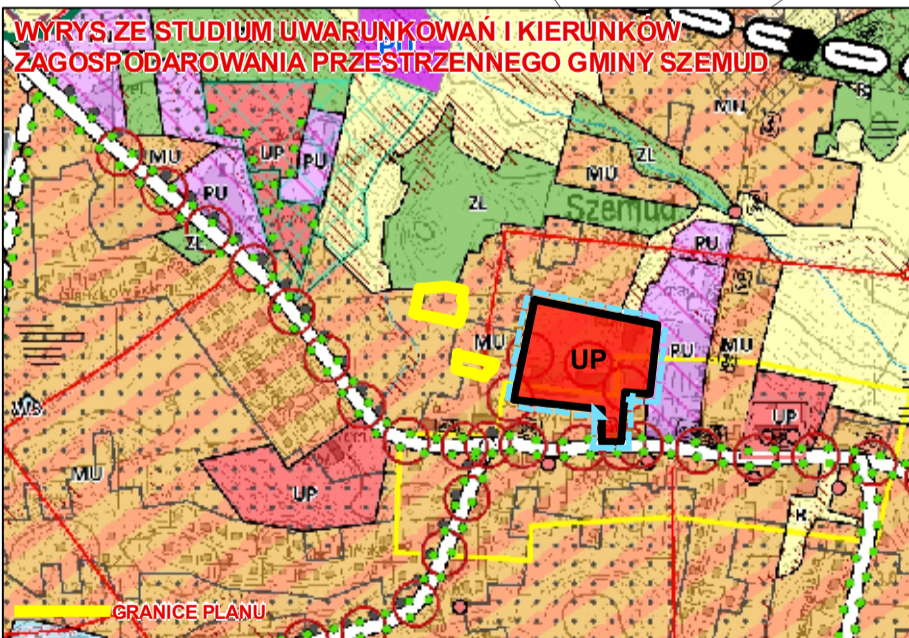 WYRYS ZE STUDIUM UWARUNKOWAŃ I KIERUNKÓW
ZAGOSPODAROWANIA PRZESTRZENNEGO GMINY SZEMUD
PU
MN
R
MU
UP
PU
ZL
MU
ZL
PU
ZL
Szemud
PU
MU
UP
PU
MU
UP
MU
UP
R
GRANICE PLANU